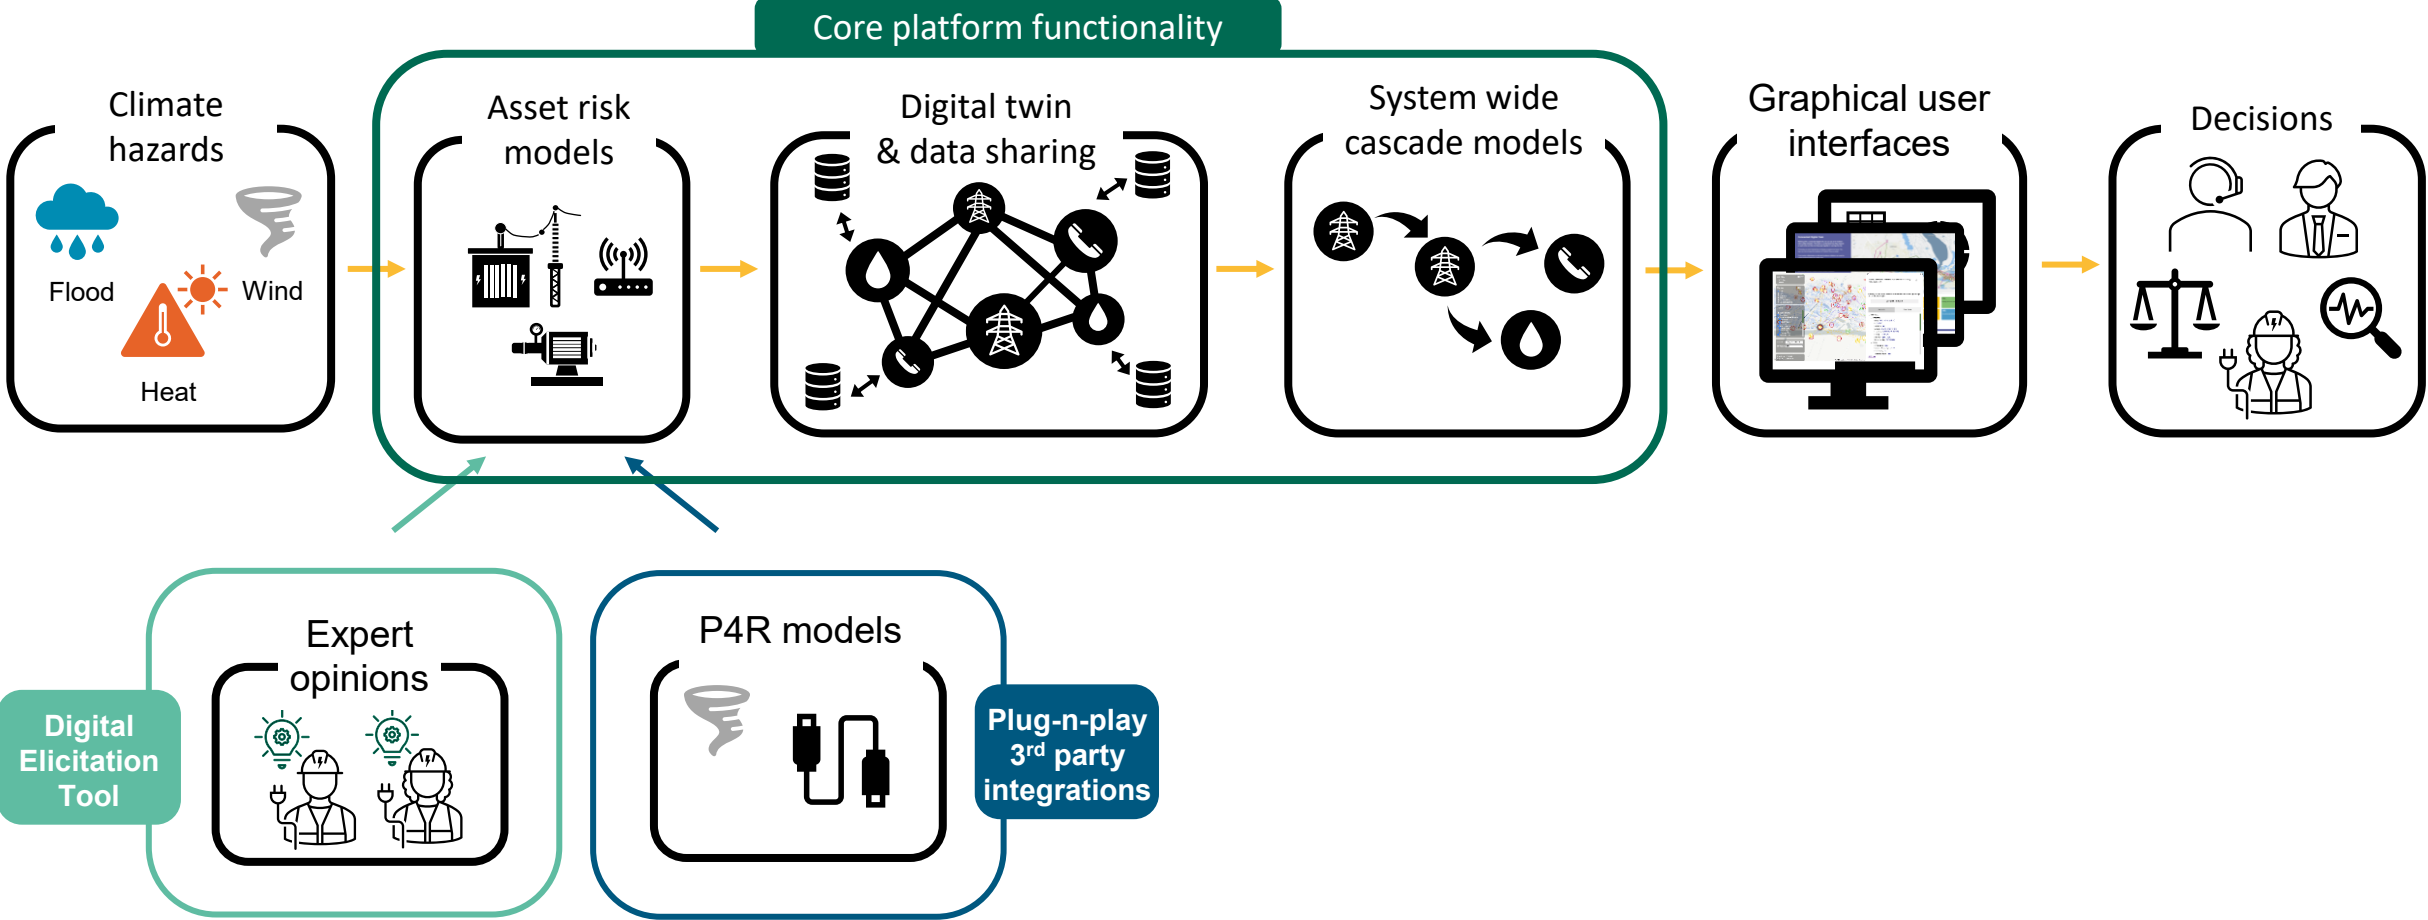 Core platform functionality
Climate
hazards
Flood
Wind
Heat
Asset risk
models
Digital twin
& data sharing
System wide
cascade models
Graphical user
interfaces
Decisions
Expert
opinions
Digital
Elicitation
Tool
P4R models
Plug-n-play
3rd party
integrations